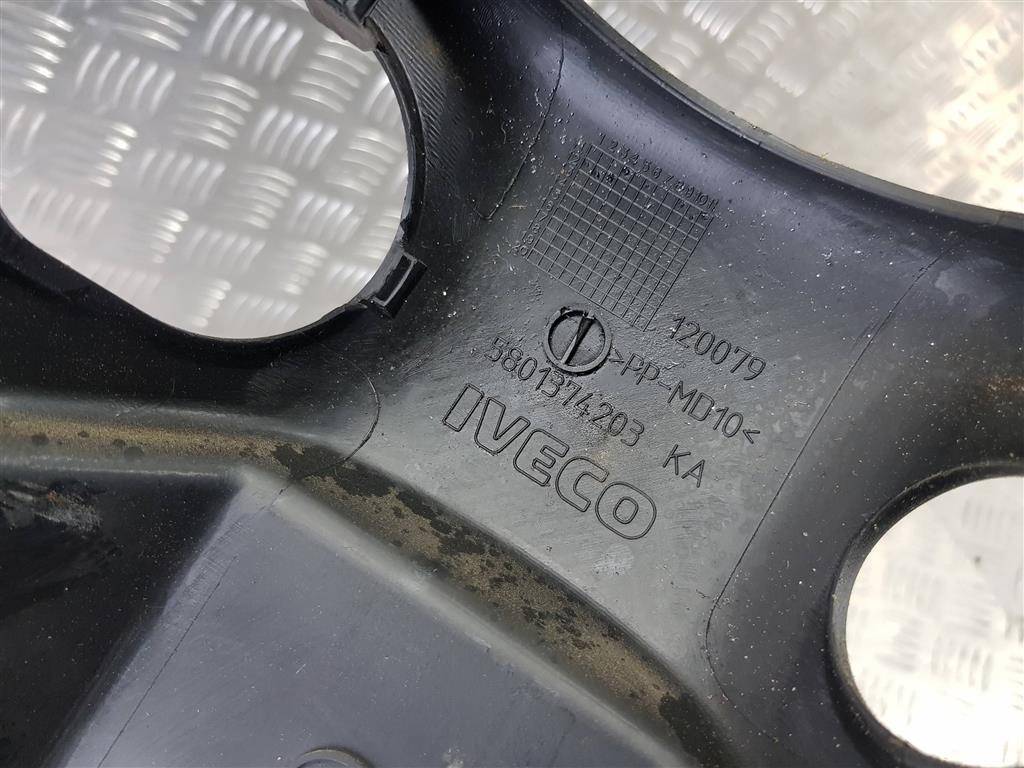 120079
>PP-MD10<
5801374203 KA
IVECO